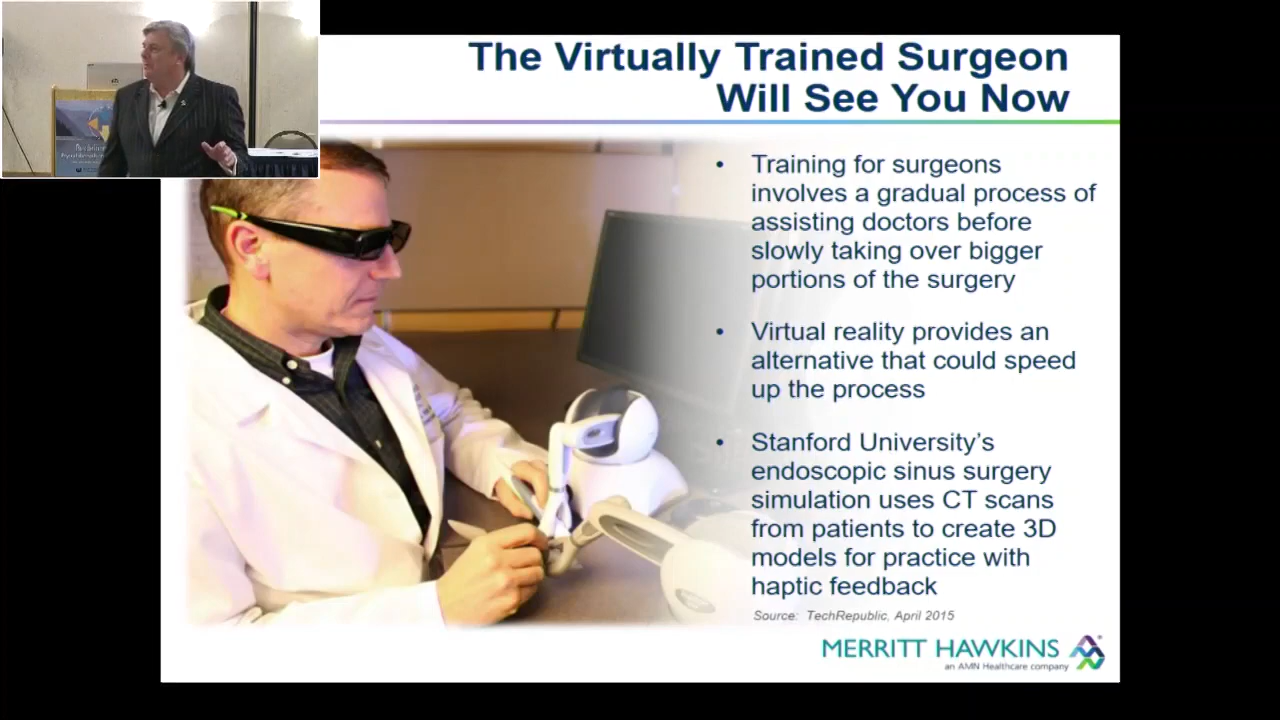 The Virtually Trained Surgeon
Will See You Now
• Training for surgeons
involves a gradual process of
assisting doctors before
slowly taking over bigger
portions of the surgery
• Virtual reality provides an
alternative that could speed
up the process
• Stanford University’s
endoscopic sinus surgery
simulation uses CT scans
from patients to create 3D
models for practice with
haptic feedback
Source: TechRepublic, April 2015
MERRITT HAWKINS
an AMN Healthcare company